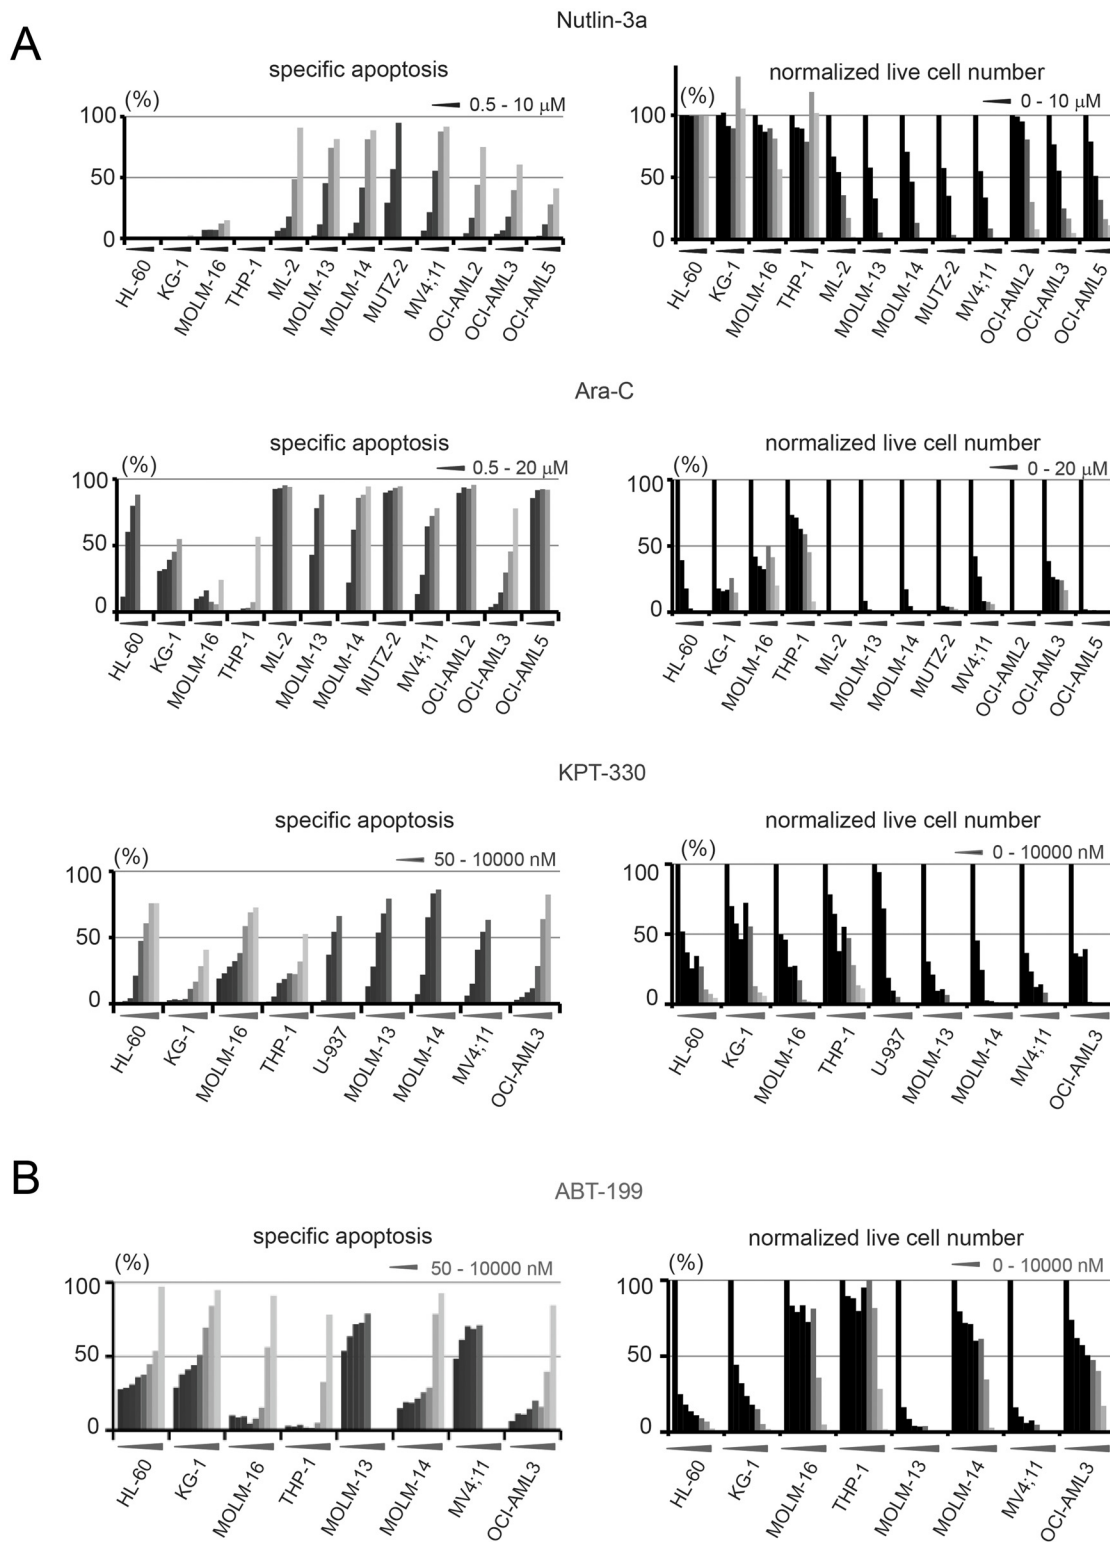 A
Nutlin-3a
specific apoptosis
(%)
0.5 - 10 μM
100
50
0
HL-60
KG-1
MOLM-16
THP-1
ML-2
MOLM-13
MOLM-14
MUTZ-2
MV4;11
OCI-AML2
OCI-AML3
OCI-AML5
normalized live cell number
(%)
0 - 10 μM
100
50
0
HL-60
KG-1
MOLM-16
THP-1
ML-2
MOLM-13
MOLM-14
MUTZ-2
MV4;11
OCI-AML2
OCI-AML3
OCI-AML5
Ara-C
specific apoptosis
(%)
0.5 - 20 μM
100
50
0
HL-60
KG-1
MOLM-16
THP-1
ML-2
MOLM-13
MOLM-14
MUTZ-2
MV4;11
OCI-AML2
OCI-AML3
OCI-AML5
normalized live cell number
(%)
0 - 20 μM
100
50
0
HL-60
KG-1
MOLM-16
THP-1
ML-2
MOLM-13
MOLM-14
MUTZ-2
MV4;11
OCI-AML2
OCI-AML3
OCI-AML5
KPT-330
specific apoptosis
(%)
50 - 10000 nM
100
50
0
HL-60
KG-1
MOLM-16
THP-1
U-937
MOLM-13
MOLM-14
MV4;11
OCI-AML3
normalized live cell number
(%)
0 - 10000 nM
100
50
0
HL-60
KG-1
MOLM-16
THP-1
U-937
MOLM-13
MOLM-14
MV4;11
OCI-AML3
B
ABT-199
specific apoptosis
(%)
50 - 10000 nM
100
50
0
HL-60
KG-1
MOLM-16
THP-1
MOLM-13
MOLM-14
MV4;11
OCI-AML3
normalized live cell number
(%)
0 - 10000 nM
100
50
0
HL-60
KG-1
MOLM-16
THP-1
MOLM-13
MOLM-14
MV4;11
OCI-AML3